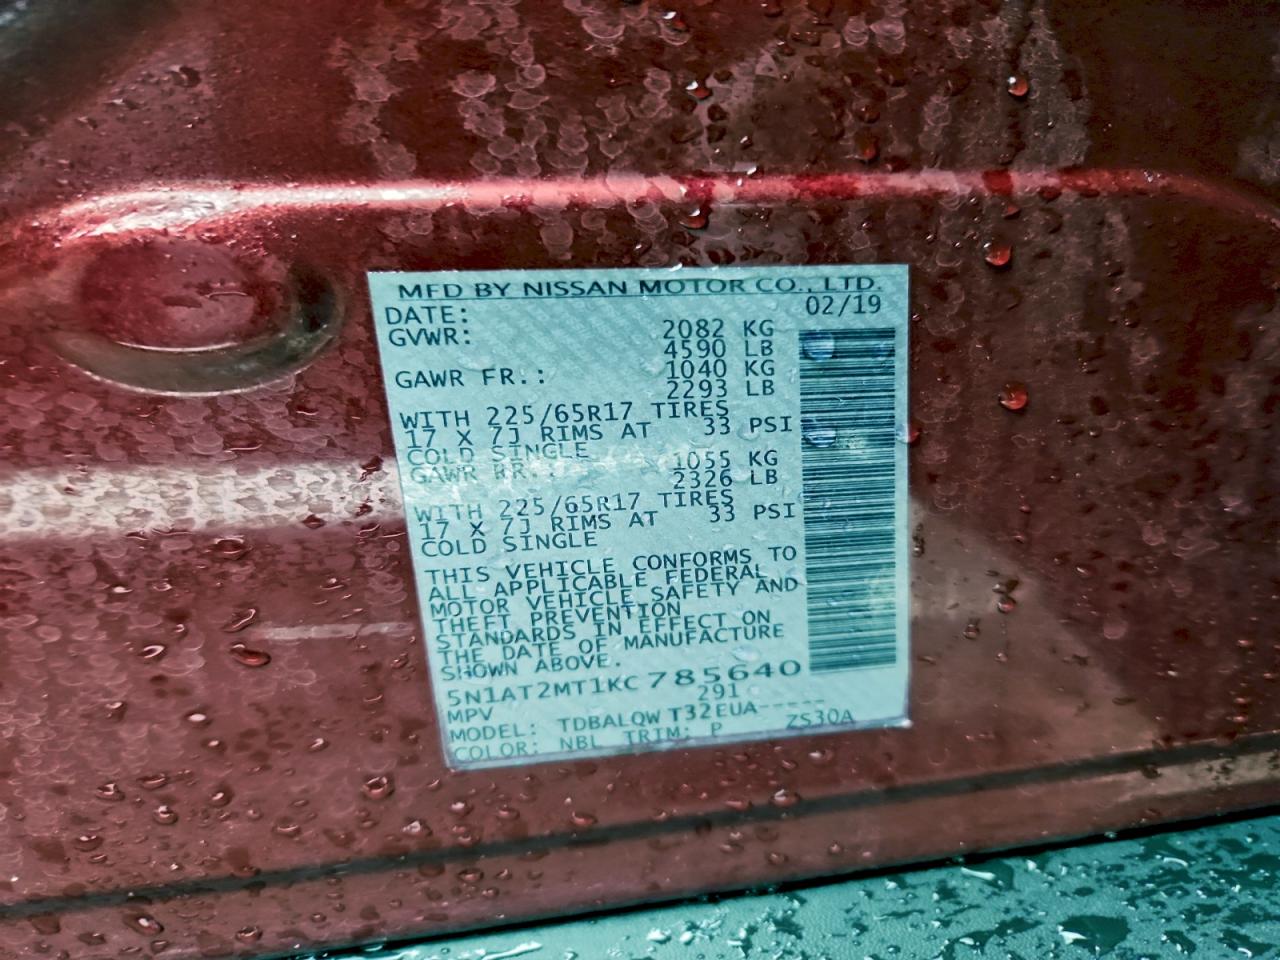 MFD BY NISSAN MOTOR CO., LTD.
DATE: 02/19
GVWR: 2082 KG
4590 LB
GAWR FR.: 1040 KG
2293 LB
WITH 225/65R17 TIRES
17 X 7J RIMS AT 33 PSI
COLD SINGLE
GAWR RR.: 1055 KG
2326 LB
WITH 225/65R17 TIRES
17 X 7J RIMS AT 33 PSI
COLD SINGLE
THIS VEHICLE CONFORMS TO
ALL APPLICABLE FEDERAL
MOTOR VEHICLE SAFETY AND
THEFT PREVENTION
STANDARDS IN EFFECT ON
THE DATE OF MANUFACTURE
SHOWN ABOVE.
5N1AT2MT1KC785640
MPV 291
MODEL: TDBALQW T32EUA-----
COLOR: NBL TRIM: P ZS30A